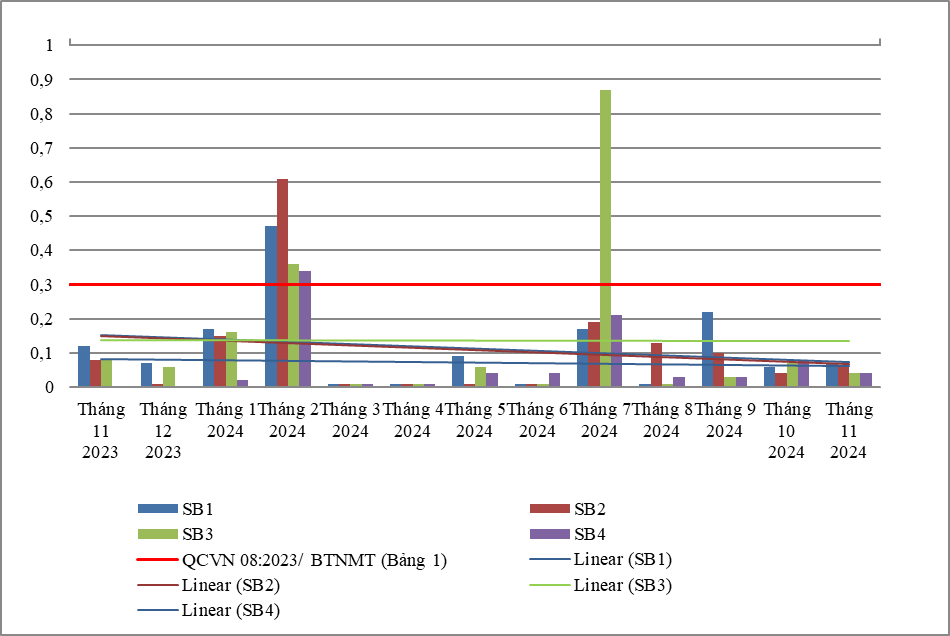 1
0,9
0,8
0,7
0,6
0,5
0,4
0,3
0,2
0,1
0
Tháng 11 2023
Tháng 12 2023
Tháng 1 2024
Tháng 2 2024
Tháng 3 2024
Tháng 4 2024
Tháng 5 2024
Tháng 6 2024
Tháng 7 2024
Tháng 8 2024
Tháng 9 2024
Tháng 10 2024
Tháng 11 2024
SB1
SB2
SB3
SB4
QCVN 08:2023/ BTNMT (Bảng 1)
Linear (SB1)
Linear (SB2)
Linear (SB3)
Linear (SB4)